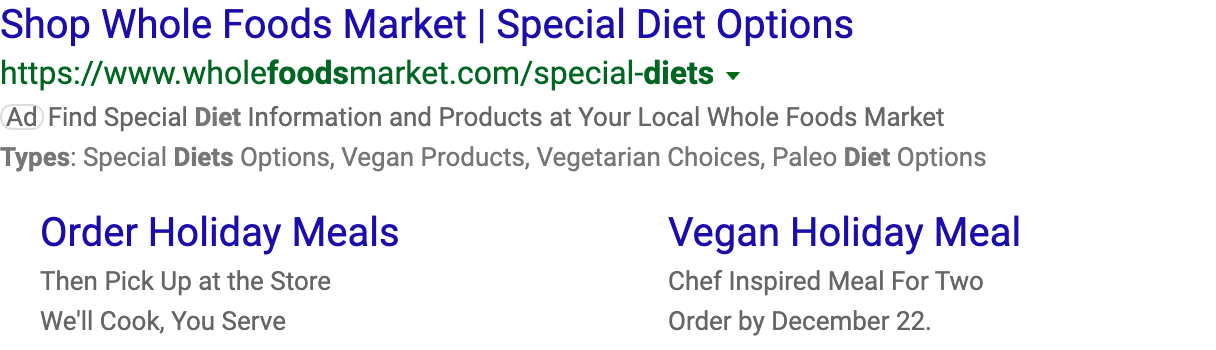 Shop Whole Foods Market | Special Diet Options
https://www.wholefoodsmarket.com/special-diets
Ad Find Special Diet Information and Products at Your Local Whole Foods Market
Types: Special Diets Options, Vegan Products, Vegetarian Choices, Paleo Diet Options
Order Holiday Meals
Then Pick Up at the Store
We'll Cook, You Serve
Vegan Holiday Meal
Chef Inspired Meal For Two
Order by December 22.